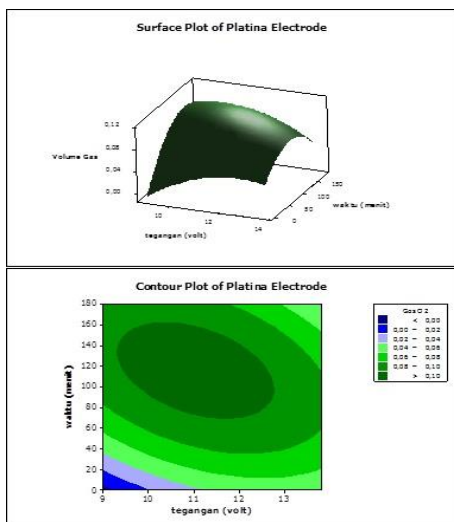 Surface Plot of Platina Electrode
0,12
Volume Gas
0,08
0,04
0,00
150
100
50
0
waktu (menit)
10
12
14
tegangan (volt)
Contour Plot of Platina Electrode
180
160
140
120
100
80
60
40
20
0
waktu (menit)
9
10
11
12
13
tegangan (volt)
Gas O2
< 0,00
0,00 – 0,02
0,02 – 0,04
0,04 – 0,06
0,06 – 0,08
0,08 – 0,10
> 0,10